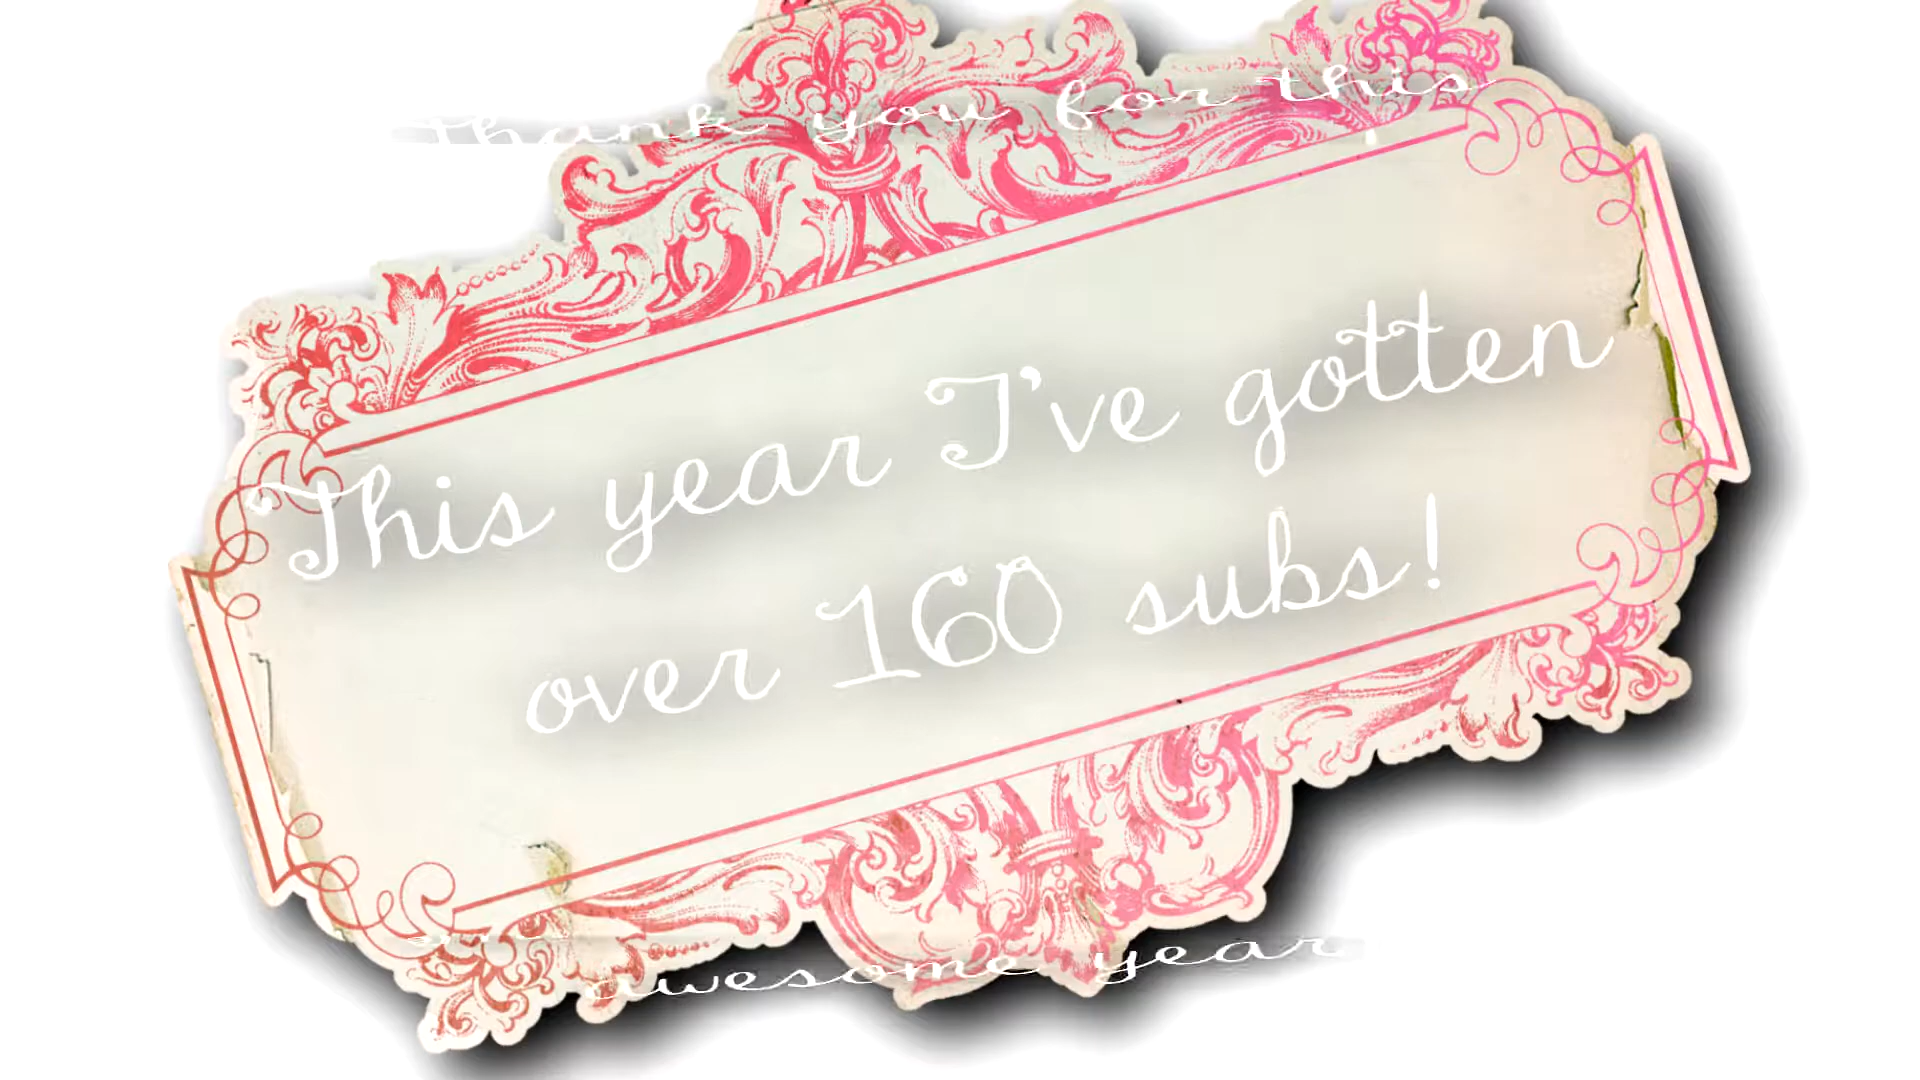 thank you for this
This year I've gotten
over 160 subs!
awesome year